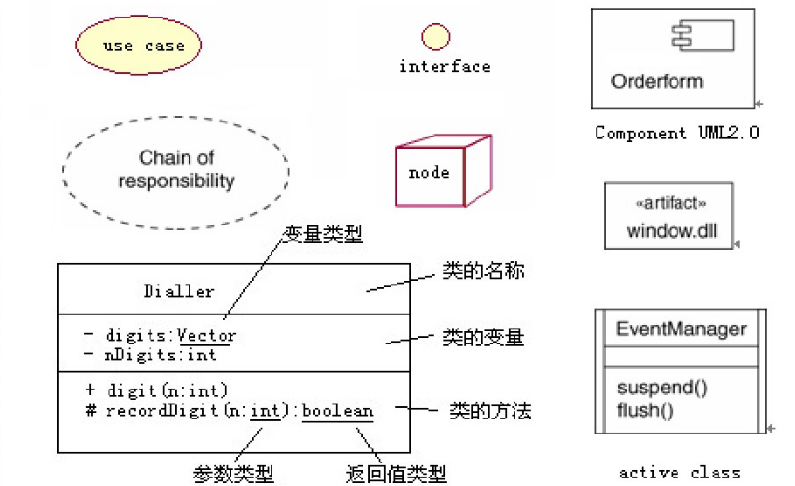 use case
interface
Orderform
Component UML2.0
Chain of
responsibility
node
«artifact»
window.dll
变量类型
Dialler
类的名称
- digits:Vector
- nDigits:int
类的变量
+ digit(n:int)
# recordDigit(n:int):boolean
类的方法
参数类型
返回值类型
EventManager
suspend()
flush()
active class